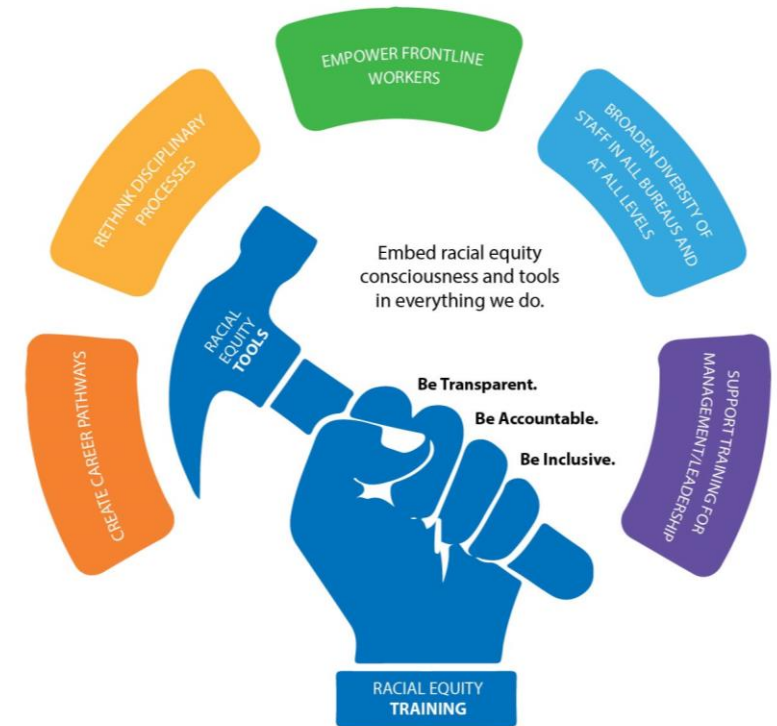 CREATE CAREER PATHWAYS
RETHINK DISCIPLINARY
PROCESSES
EMPOWER FRONTLINE
WORKERS
BROADEN DIVERSITY OF
STAFF IN ALL BUREAUS AND
AT ALL LEVELS
SUPPORT TRAINING FOR
MANAGEMENT/LEADERSHIP
Embed racial equity
consciousness and tools
in everything we do.
RACIAL
EQUITY
TOOLS
Be Transparent.
Be Accountable.
Be Inclusive.
RACIAL EQUITY
TRAINING